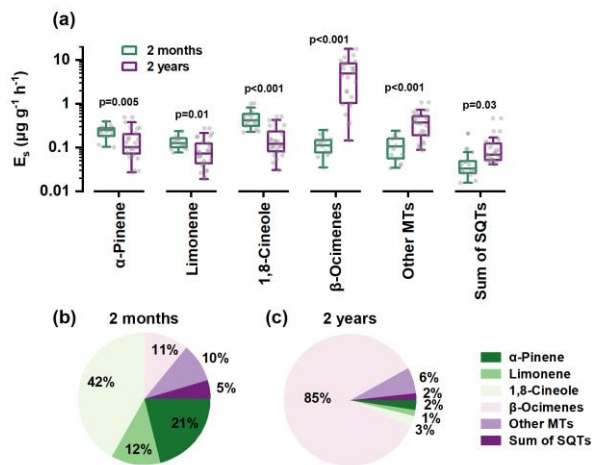 (a)
2 months
2 years
p=0.005
p=0.01
p<0.001
p<0.001
p<0.001
p=0.03
Es (µg g-1 h-1)
10
1
0.1
0.01
α-Pinene
Limonene
1,8-Cineole
β-Ocimenes
Other MTs
Sum of SQTs
(b)
2 months
11%
10%
5%
21%
12%
42%
(c)
2 years
85%
6%
2%
2%
1%
3%
α-Pinene
Limonene
1,8-Cineole
β-Ocimenes
Other MTs
Sum of SQTs